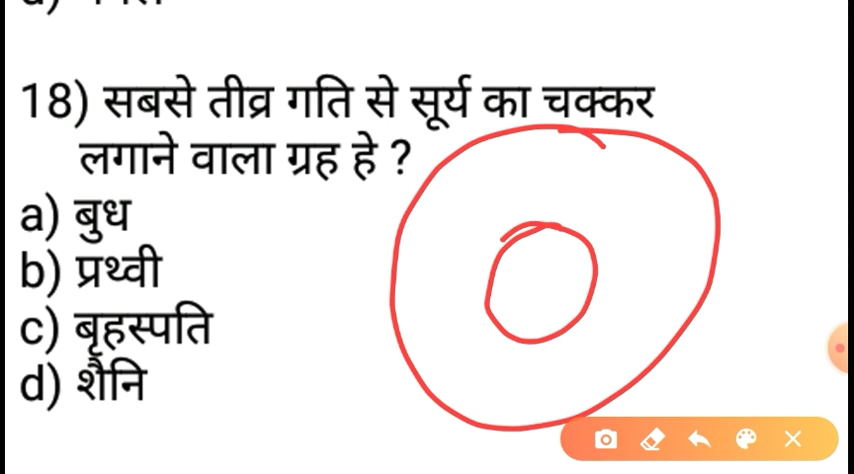 18) सबसे तीव्र गति से सूर्य का चक्कर
लगाने वाला ग्रह हे ?
a) बुध
b) प्रथ्वी
c) बृहस्पति
d) शैनि